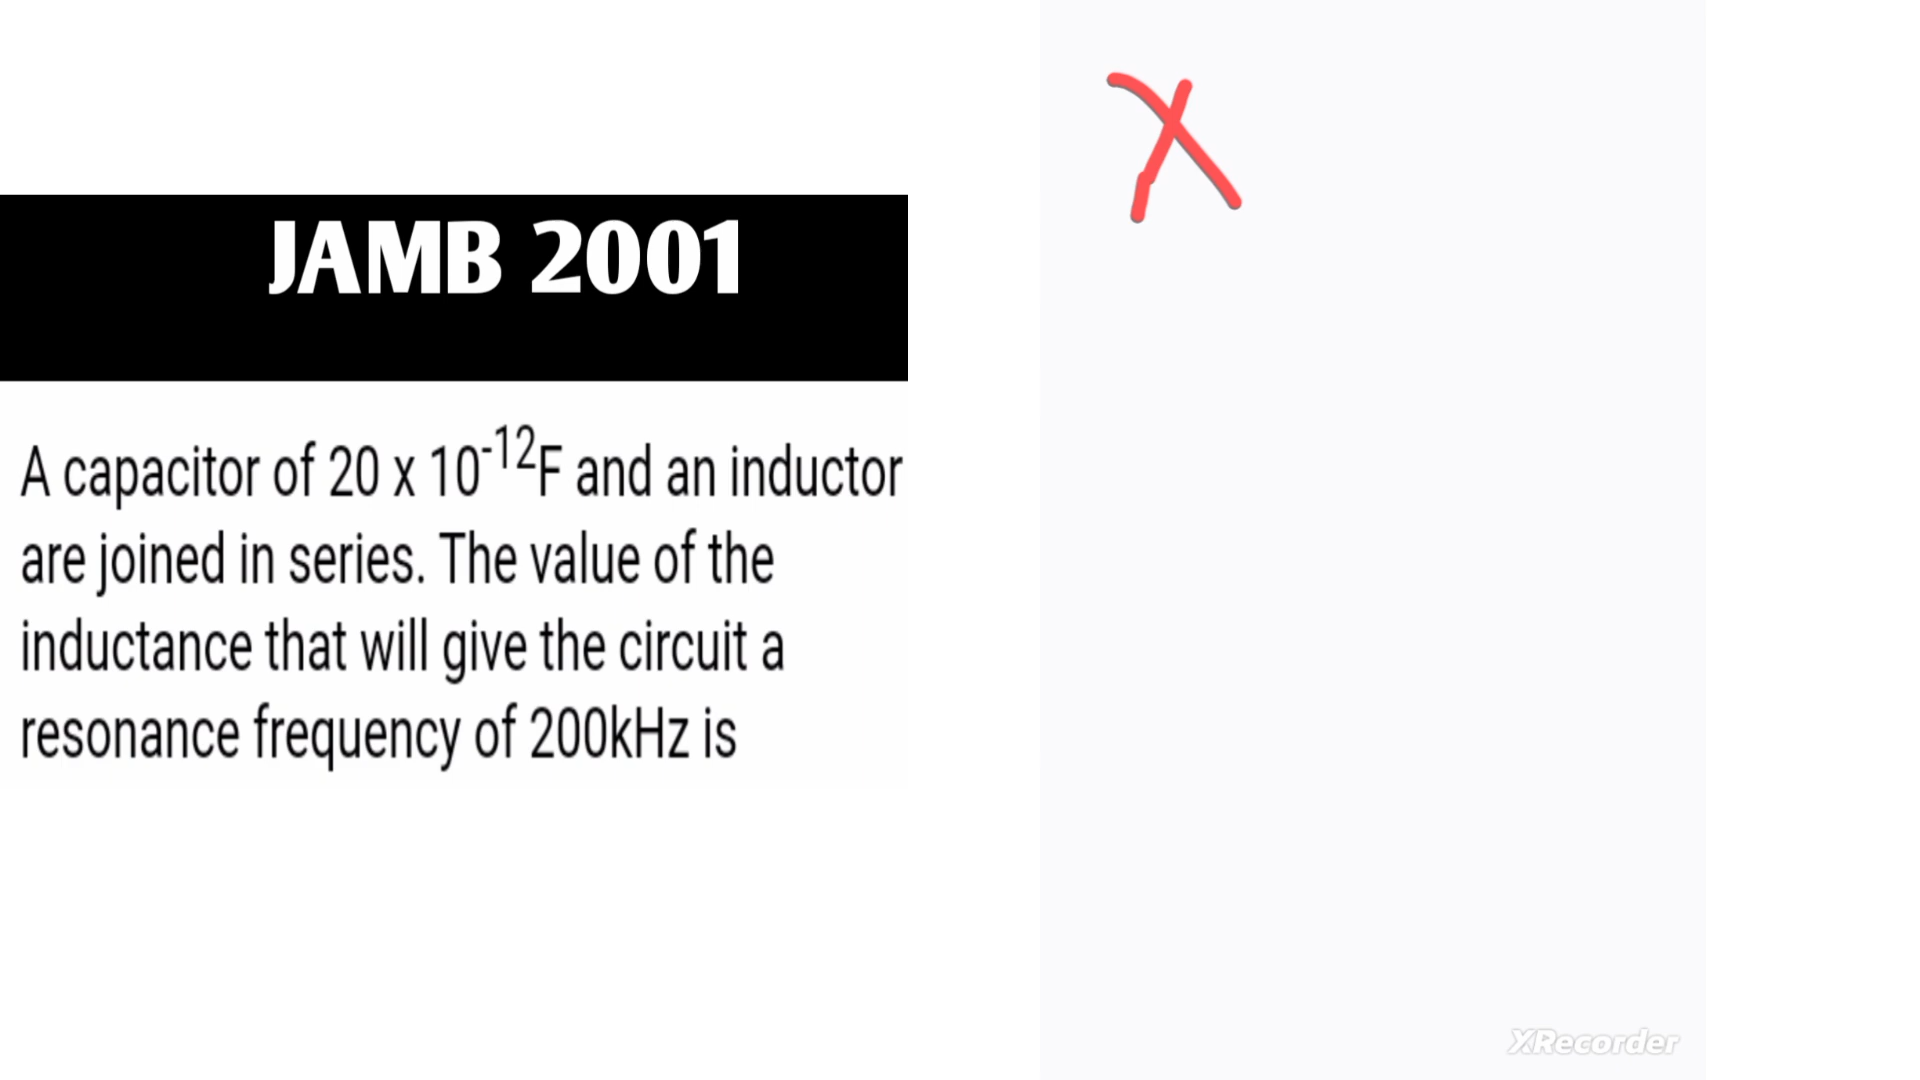 JAMB 2001
A capacitor of 20 x 10⁻¹²F and an inductor
are joined in series. The value of the
inductance that will give the circuit a
resonance frequency of 200kHz is
X
XRecorder